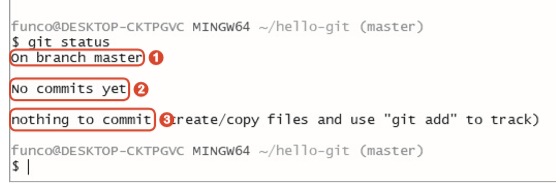 funco@DESKTOP-CKTPGVC MINGW64 ~/hello-git (master)
$ git status
On branch master 1
No commits yet 2
nothing to commit 3 create/copy files and use "git add" to track)
funco@DESKTOP-CKTPGVC MINGW64 ~/hello-git (master)
$